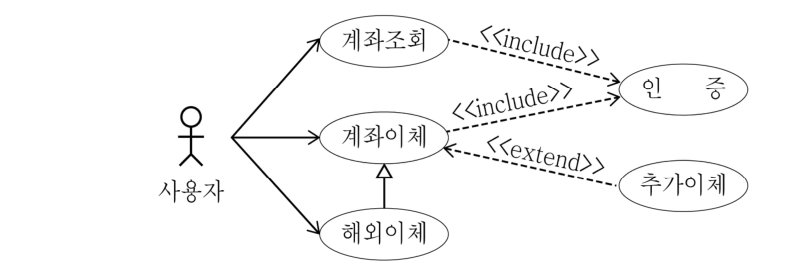 계좌조회
<<include>>
인 증
<<include>>
계좌이체
<<extend>>
사용자
추가이체
해외이체